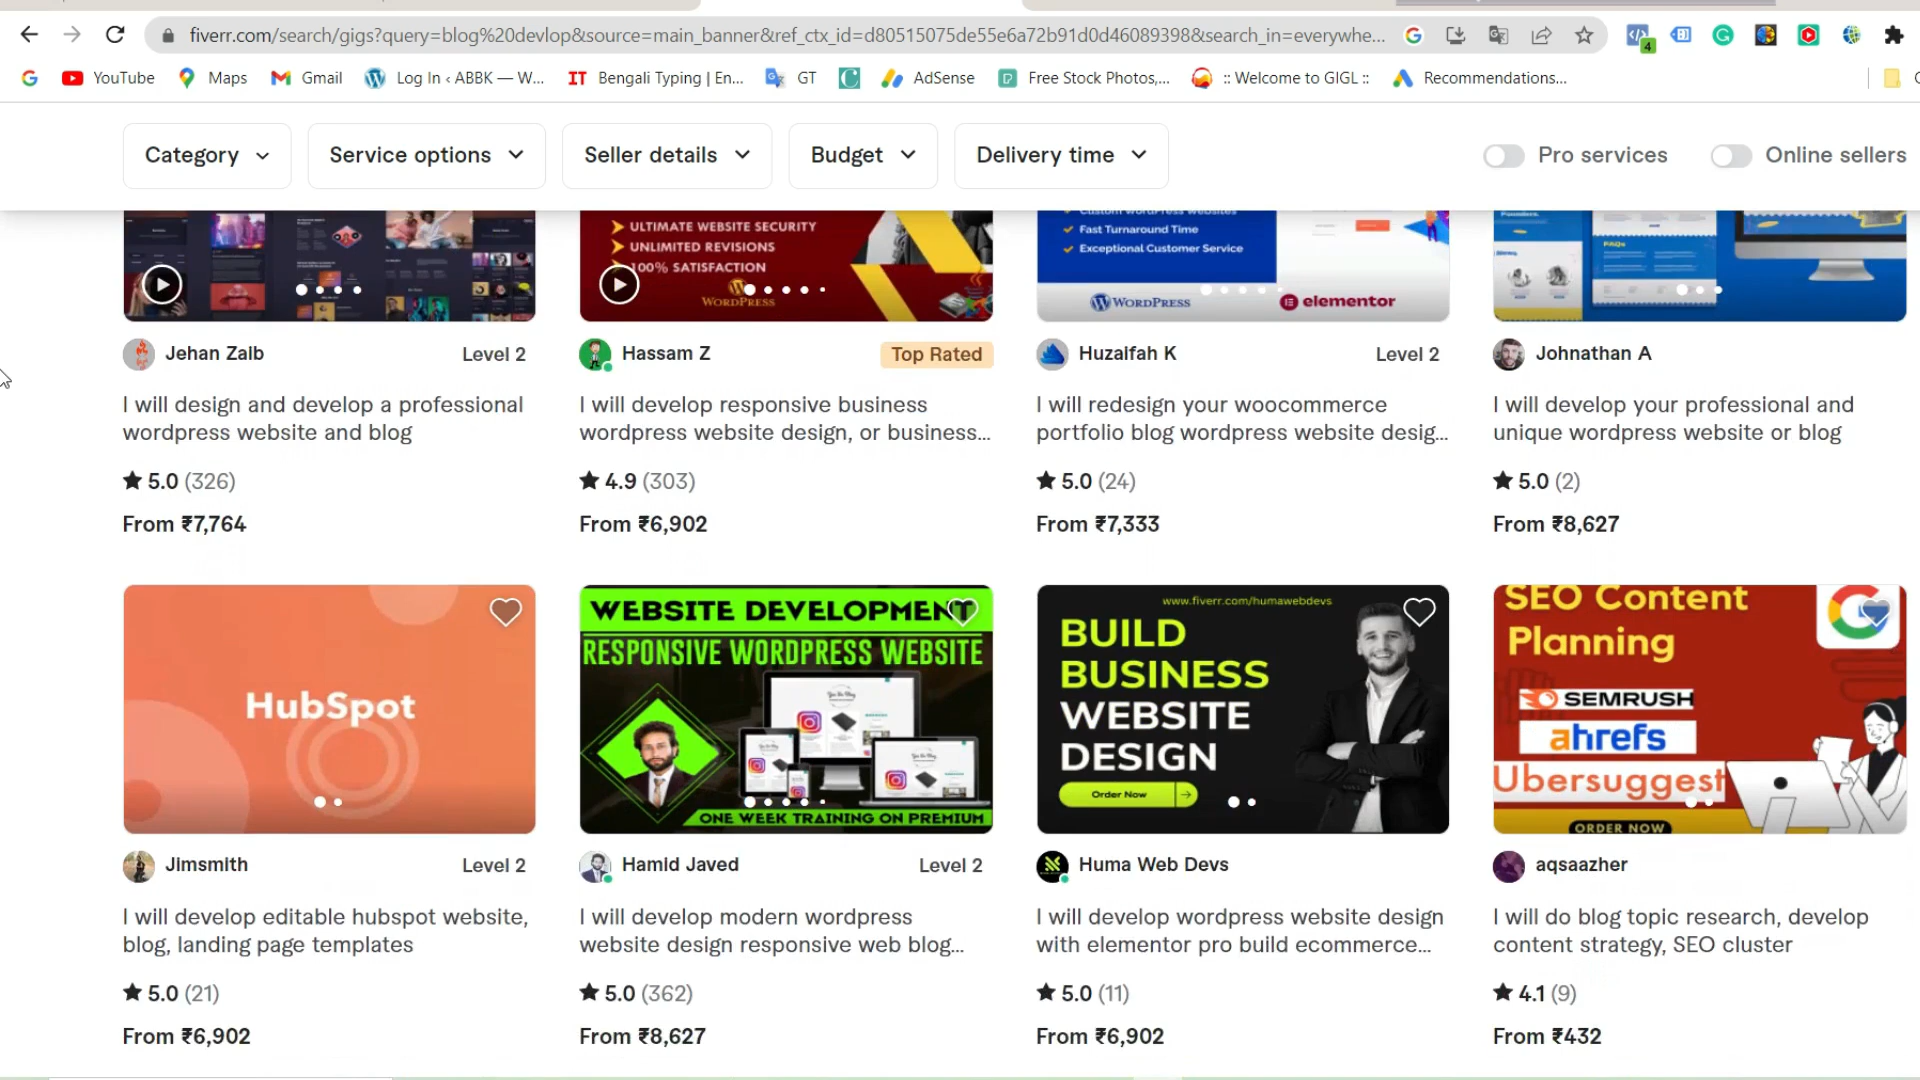 fiverr.com/search/gigs?query=blog%20devlop&source=main_banner&ref_ctx_id=d80515075de55e6a72b91d0d46089398&search_in=everywhe...
4
YouTube
Maps
Gmail
Log In ‹ ABBK — W...
IT Bengali Typing | En...
GT
AdSense
Free Stock Photos,...
:: Welcome to GIGL ::
Recommendations...
Category
Service options
Seller details
Budget
Delivery time
Pro services
Online sellers
ULTIMATE WEBSITE SECURITY
UNLIMITED REVISIONS
100% SATISFACTION
WORDPRESS
Custom WordPress Websites
Fast Turnaround Time
Exceptional Customer Service
WORDPRESS
elementor
Founders.
FAQs
Jehan Zaib
Level 2
I will design and develop a professional
wordpress website and blog
5.0 (326)
From ₹7,764
Hassam Z
Top Rated
I will develop responsive business
wordpress website design, or business...
4.9 (303)
From ₹6,902
Huzaifah K
Level 2
I will redesign your woocommerce
portfolio blog wordpress website desig...
5.0 (24)
From ₹7,333
Johnathan A
I will develop your professional and
unique wordpress website or blog
5.0 (2)
From ₹8,627
HubSpot
Jimsmith
Level 2
I will develop editable hubspot website,
blog, landing page templates
5.0 (21)
From ₹6,902
WEBSITE DEVELOPMENT
RESPONSIVE WORDPRESS WEBSITE
ONE WEEK TRAINING ON PREMIUM
Hamid Javed
Level 2
I will develop modern wordpress
website design responsive web blog...
5.0 (362)
From ₹8,627
www.fiverr.com/humawebdevs
BUILD
BUSINESS
WEBSITE
DESIGN
Order Now
Huma Web Devs
I will develop wordpress website design
with elementor pro build ecommerce...
5.0 (11)
From ₹6,902
SEO Content
Planning
SEMRUSH
ahrefs
Ubersuggest
ORDER NOW
aqsaazher
I will do blog topic research, develop
content strategy, SEO cluster
4.1 (9)
From ₹432